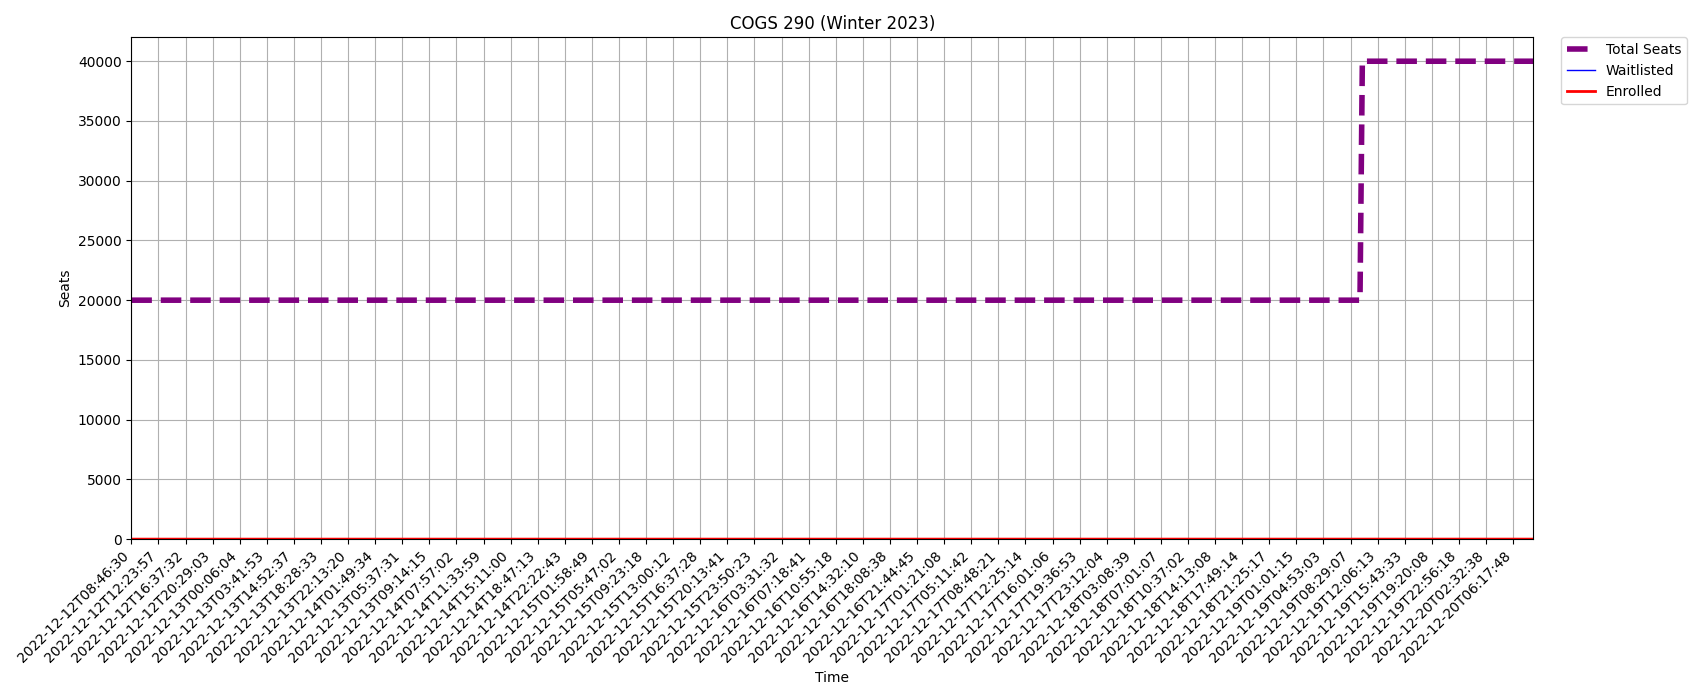 COGS 290 (Winter 2023)
Total Seats
Waitlisted
Enrolled
Seats
40000
35000
30000
25000
20000
15000
10000
5000
0
2022-12-12T08:46:30
2022-12-12T12:23:57
2022-12-12T16:37:32
2022-12-12T20:29:03
2022-12-13T00:06:04
2022-12-13T03:41:53
2022-12-13T14:52:37
2022-12-13T18:28:33
2022-12-13T22:13:20
2022-12-14T01:49:34
2022-12-13T05:37:31
2022-12-13T09:14:15
2022-12-14T07:57:02
2022-12-14T11:33:59
2022-12-14T15:11:00
2022-12-14T18:47:13
2022-12-14T22:22:43
2022-12-15T01:58:49
2022-12-15T05:47:02
2022-12-15T09:23:18
2022-12-15T13:00:12
2022-12-15T16:37:28
2022-12-15T20:13:41
2022-12-15T23:50:23
2022-12-16T03:31:32
2022-12-16T07:18:41
2022-12-16T10:55:18
2022-12-16T14:32:10
2022-12-16T18:08:38
2022-12-16T21:44:45
2022-12-17T01:21:08
2022-12-17T05:11:42
2022-12-17T08:48:21
2022-12-17T12:25:14
2022-12-17T16:01:06
2022-12-17T19:36:53
2022-12-17T23:12:04
2022-12-18T03:08:39
2022-12-18T07:01:07
2022-12-18T10:37:02
2022-12-18T14:13:08
2022-12-18T17:49:14
2022-12-18T21:25:17
2022-12-19T01:01:15
2022-12-19T04:53:03
2022-12-19T08:29:07
2022-12-19T12:06:13
2022-12-19T15:43:33
2022-12-19T19:20:08
2022-12-19T22:56:18
2022-12-20T02:32:38
2022-12-20T06:17:48
Time